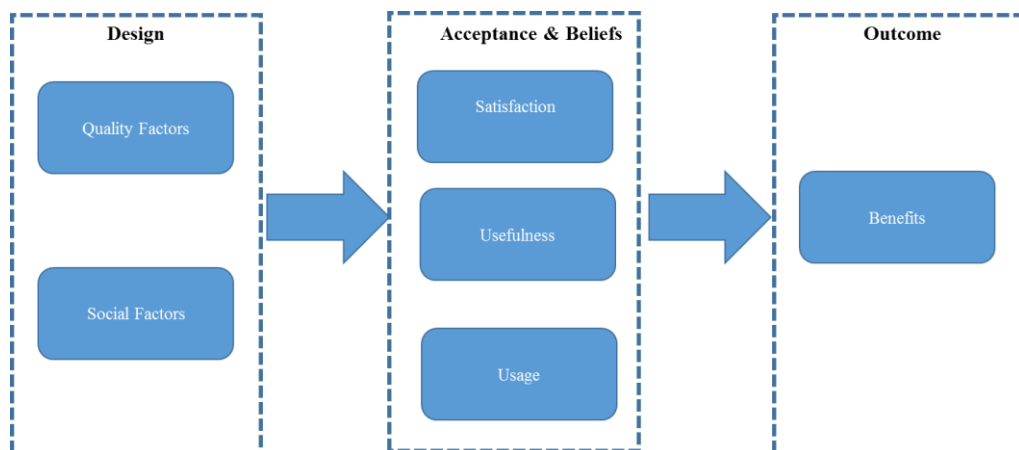 Design
Quality Factors
Social Factors
Acceptance & Beliefs
Satisfaction
Usefulness
Usage
Outcome
Benefits